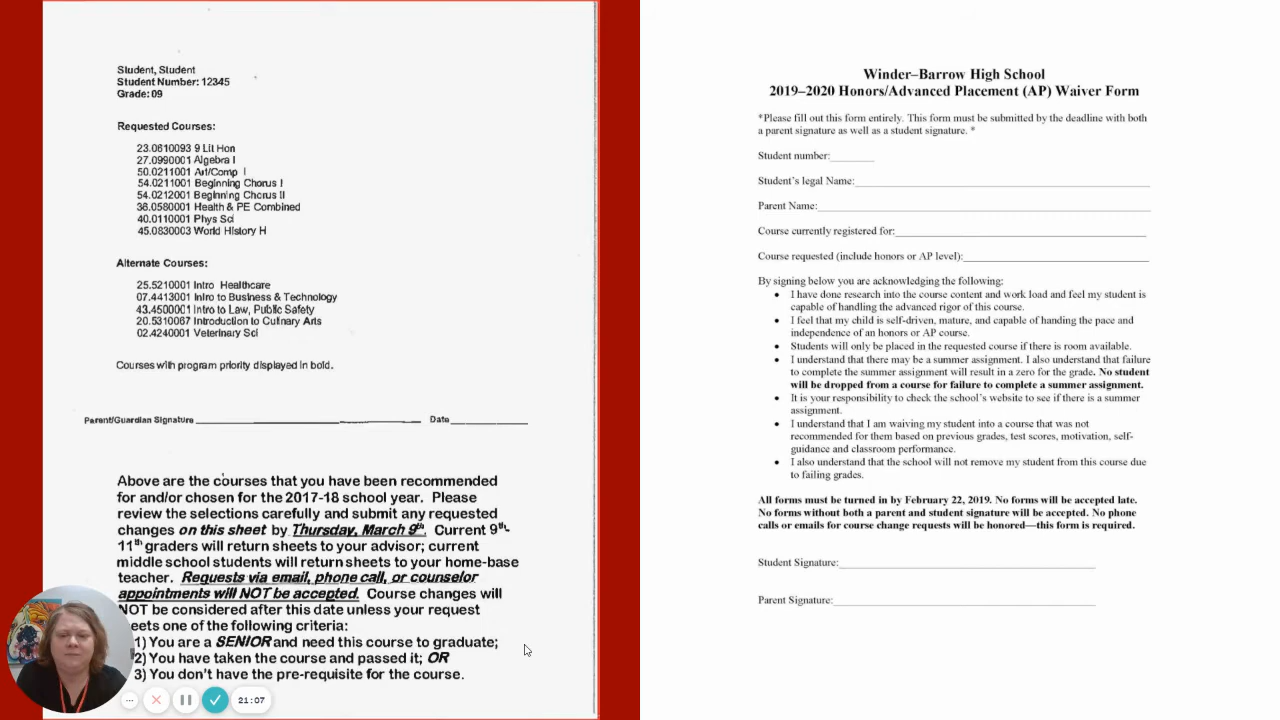 Student, Student
Student Number: 12345
Grade: 09
Requested Courses:
23.0610093 9 Lit Hon
27.0990001 Algebra I
50.0211001 Art/Comp I
54.0211001 Beginning Chorus I
54.0212001 Beginning Chorus II
36.0580001 Health & PE Combined
40.0110001 Phys Sci
45.0830003 World History H
Alternate Courses:
25.5210001 Intro Healthcare
07.4413001 Intro to Business & Technology
43.4500001 Intro to Law, Public Safety
20.5310067 Introduction to Culinary Arts
02.4240001 Veterinary Sci
Courses with program priority displayed in bold.
Parent/Guardian Signature Date
Above are the courses that you have been recommended
for and/or chosen for the 2017-18 school year. Please
review the selections carefully and submit any requested
changes on this sheet by Thursday, March 9th. Current 9th-
11th graders will return sheets to your advisor; current
middle school students will return sheets to your home-base
teacher. Requests via email, phone call, or counselor
appointments will NOT be accepted. Course changes will
NOT be considered after this date unless your request
eets one of the following criteria:
1) You are a SENIOR and need this course to graduate;
2) You have taken the course and passed it; OR
3) You don't have the pre-requisite for the course.
21:07
Winder–Barrow High School
2019–2020 Honors/Advanced Placement (AP) Waiver Form
*Please fill out this form entirely. This form must be submitted by the deadline with both
a parent signature as well as a student signature. *
Student number:
Student's legal Name:
Parent Name:
Course currently registered for:
Course requested (include honors or AP level):
By signing below you are acknowledging the following:
• I have done research into the course content and work load and feel my student is
capable of handling the advanced rigor of this course.
• I feel that my child is self-driven, mature, and capable of handing the pace and
independence of an honors or AP course.
• Students will only be placed in the requested course if there is room available.
• I understand that there may be a summer assignment. I also understand that failure
to complete the summer assignment will result in a zero for the grade. No student
will be dropped from a course for failure to complete a summer assignment.
• It is your responsibility to check the school's website to see if there is a summer
assignment.
• I understand that I am waiving my student into a course that was not
recommended for them based on previous grades, test scores, motivation, self-
guidance and classroom performance.
• I also understand that the school will not remove my student from this course due
to failing grades.
All forms must be turned in by February 22, 2019. No forms will be accepted late.
No forms without both a parent and student signature will be accepted. No phone
calls or emails for course change requests will be honored—this form is required.
Student Signature:
Parent Signature: